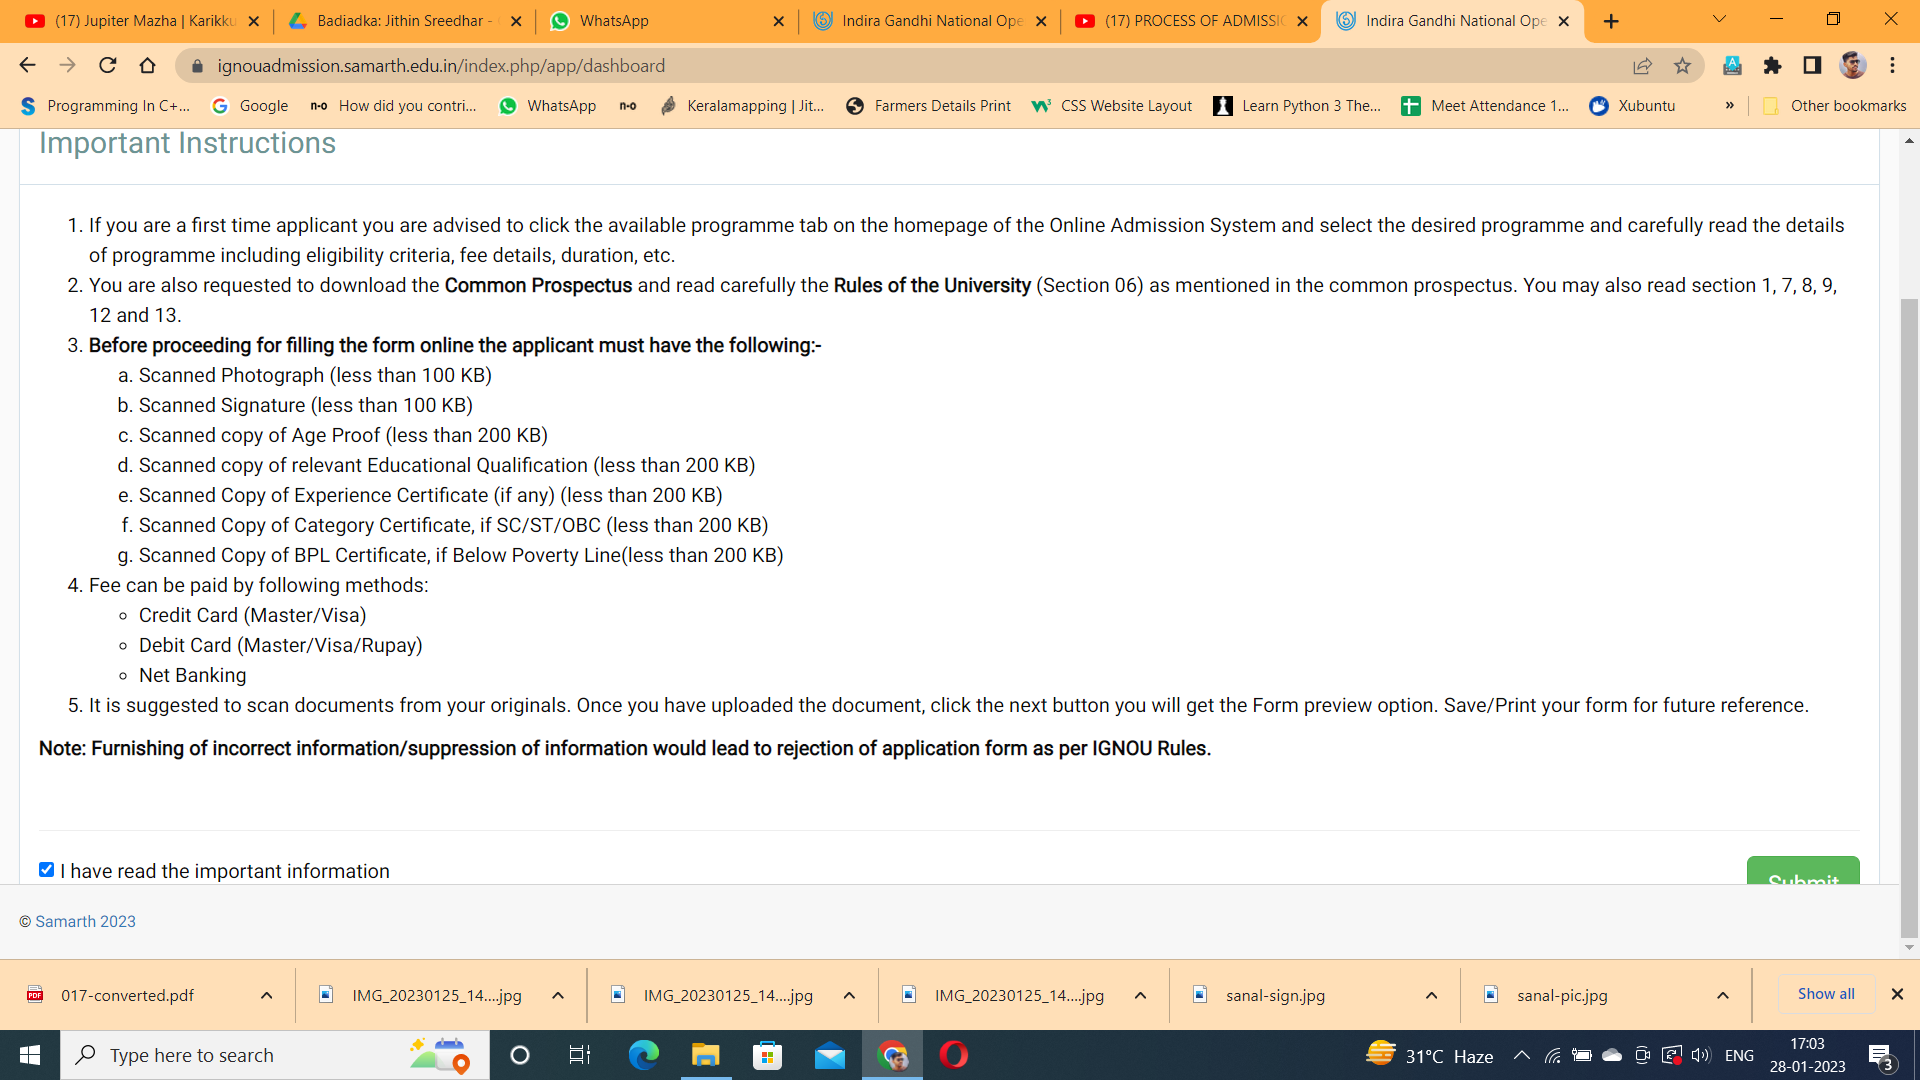 (17) Jupiter Mazha | Karikku
Badiadka: Jithin Sreedhar -
WhatsApp
Indira Gandhi National Ope
(17) PROCESS OF ADMISSIO
Indira Gandhi National Ope
ignouadmission.samarth.edu.in/index.php/app/dashboard
Programming In C+...
Google
n-o How did you contri...
WhatsApp
n-o
Keralamapping | Jit...
Farmers Details Print
CSS Website Layout
Learn Python 3 The...
Meet Attendance 1...
Xubuntu
»
Other bookmarks
Important Instructions
1. If you are a first time applicant you are advised to click the available programme tab on the homepage of the Online Admission System and select the desired programme and carefully read the details
of programme including eligibility criteria, fee details, duration, etc.
2. You are also requested to download the Common Prospectus and read carefully the Rules of the University (Section 06) as mentioned in the common prospectus. You may also read section 1, 7, 8, 9,
12 and 13.
3. Before proceeding for filling the form online the applicant must have the following:-
a. Scanned Photograph (less than 100 KB)
b. Scanned Signature (less than 100 KB)
c. Scanned copy of Age Proof (less than 200 KB)
d. Scanned copy of relevant Educational Qualification (less than 200 KB)
e. Scanned Copy of Experience Certificate (if any) (less than 200 KB)
f. Scanned Copy of Category Certificate, if SC/ST/OBC (less than 200 KB)
g. Scanned Copy of BPL Certificate, if Below Poverty Line(less than 200 KB)
4. Fee can be paid by following methods:
Credit Card (Master/Visa)
Debit Card (Master/Visa/Rupay)
Net Banking
5. It is suggested to scan documents from your originals. Once you have uploaded the document, click the next button you will get the Form preview option. Save/Print your form for future reference.
Note: Furnishing of incorrect information/suppression of information would lead to rejection of application form as per IGNOU Rules.
I have read the important information
Submit
© Samarth 2023
017-converted.pdf
IMG_20230125_14....jpg
IMG_20230125_14....jpg
IMG_20230125_14....jpg
sanal-sign.jpg
sanal-pic.jpg
Show all
Type here to search
31°C Haze
ENG
17:03
28-01-2023
3